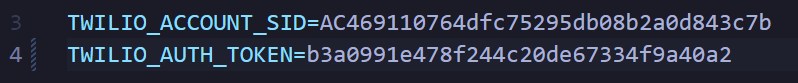 3 TWILIO_ACCOUNT_SID=AC469110764dfc75295db08b2a0d843c7b
4 TWILIO_AUTH_TOKEN=b3a0991e478f244c20de67334f9a40a2